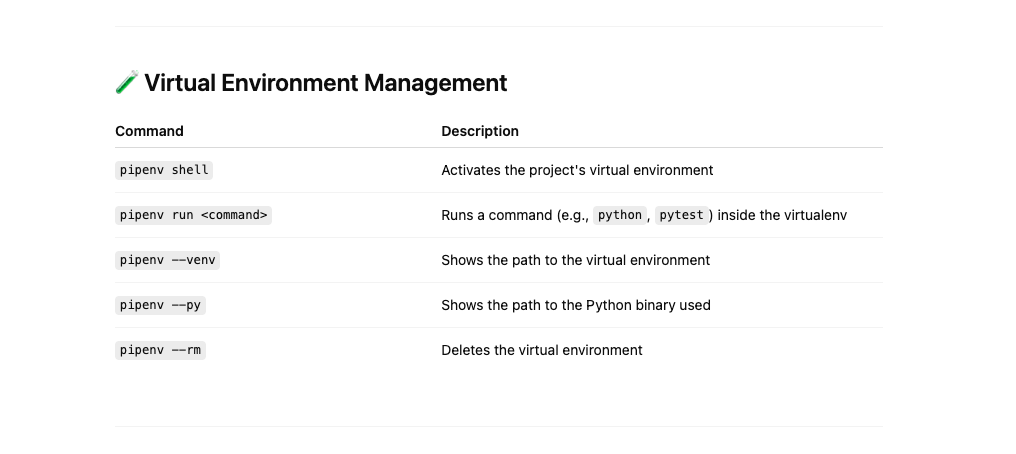 🧪 Virtual Environment Management
Command Description
pipenv shell Activates the project's virtual environment
pipenv run <command> Runs a command (e.g., python, pytest) inside the virtualenv
pipenv --venv Shows the path to the virtual environment
pipenv --py Shows the path to the Python binary used
pipenv --rm Deletes the virtual environment